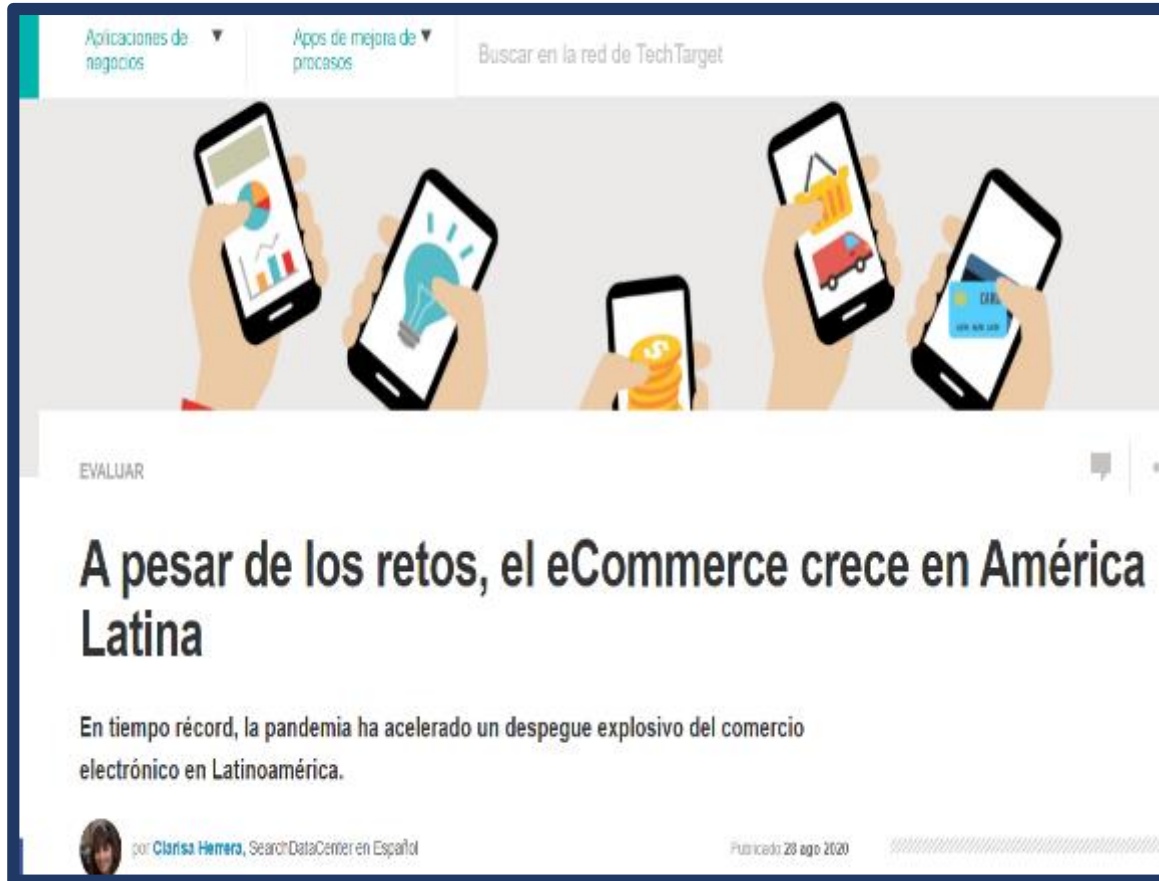 Aplicaciones de negocios
Apps de mejora de procesos
Buscar en la red de TechTarget
CARD
EVALUAR
A pesar de los retos, el eCommerce crece en América
Latina
En tiempo récord, la pandemia ha acelerado un despegue explosivo del comercio
electrónico en Latinoamérica.
por Clarisa Herrera, SearchDataCenter en Español
Publicado 28 ago 2020